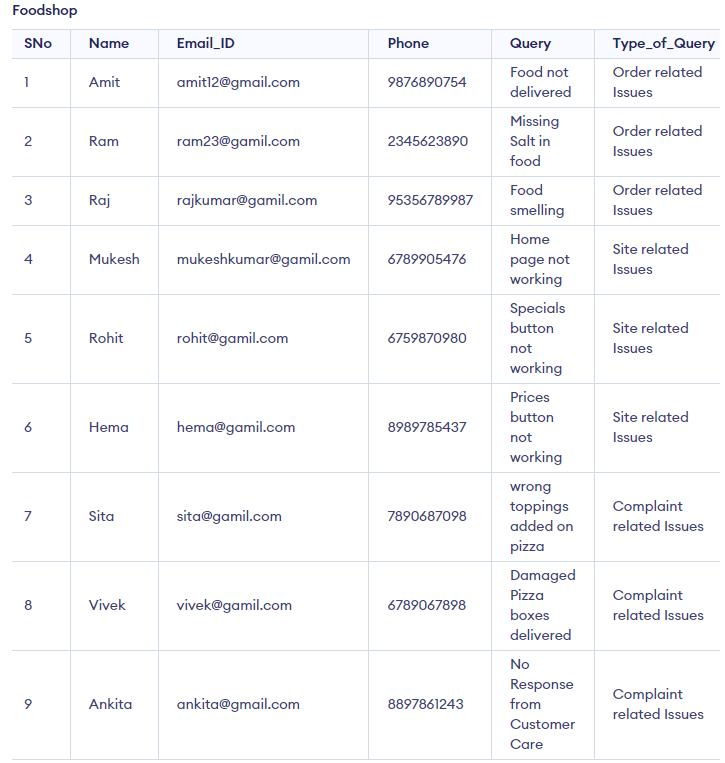 Foodshop
SNo Name Email_ID Phone Query Type_of_Query
1 Amit amit12@gmail.com 9876890754 Food not delivered Order related Issues
2 Ram ram23@gamil.com 2345623890 Missing Salt in food Order related Issues
3 Raj rajkumar@gamil.com 95356789987 Food smelling Order related Issues
4 Mukesh mukeshkumar@gamil.com 6789905476 Home page not working Site related Issues
5 Rohit rohit@gamil.com 6759870980 Specials button not working Site related Issues
6 Hema hema@gamil.com 8989785437 Prices button not working Site related Issues
7 Sita sita@gamil.com 7890687098 wrong toppings added on pizza Complaint related Issues
8 Vivek vivek@gamil.com 6789067898 Damaged Pizza boxes delivered Complaint related Issues
9 Ankita ankita@gmail.com 8897861243 No Response from Customer Care Complaint related Issues